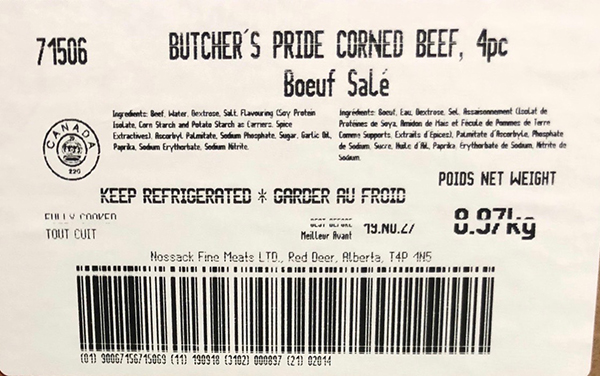 71506
BUTCHER'S PRIDE CORNED BEEF, 4pc
Boeuf Salé
Ingredients: Beef, Water, Dextrose, Salt, Flavouring (Soy Protein
Isolate, Corn Starch and Potato Starch as Carriers, Spice
Extractives), Ascorbyl Palmitate, Sodium Phosphate, Sugar, Garlic Oil,
Paprika, Sodium Erythorbate, Sodium Nitrite.
Ingrédients: Boeuf, Eau, Dextrose, Sel, Assaisonnement (Isolat de
Protéines de Soya, Amidon de Maïs et Fécule de Pommes de Terre
Comme Supports, Extraits d'Épices), Palmitate d'Ascorbyle, Phosphate
de Sodium, Sucre, Huile d'Ail, Paprika, Érythorbate de Sodium, Nitrite de
Sodium.
CANADA
KEEP REFRIGERATED * GARDER AU FROID
POIDS NET WEIGHT
FULLY COOKED
TOUT CUIT
BEST BEFORE
Meilleur Avant
19.NO.27
8.97kg
Nossack Fine Meats LTD., Red Deer, Alberta, T4P 1N5
(01) 90067156715069 (11) 190918 (3102) 000897 (21) 02014